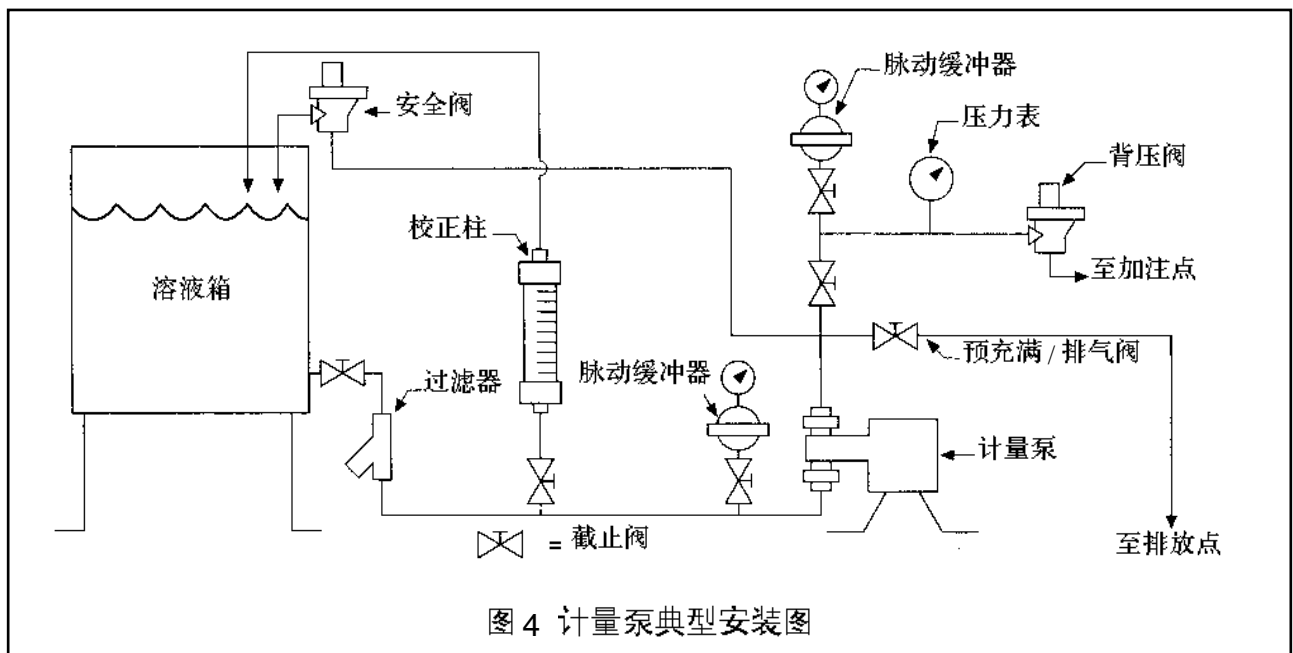 脉动缓冲器
安全阀
压力表
背压阀
校正柱
溶液箱
至加注点
预充满 / 排气阀
过滤器
脉动缓冲器
计量泵
= 截止阀
至排放点
图 4 计量泵典型安装图